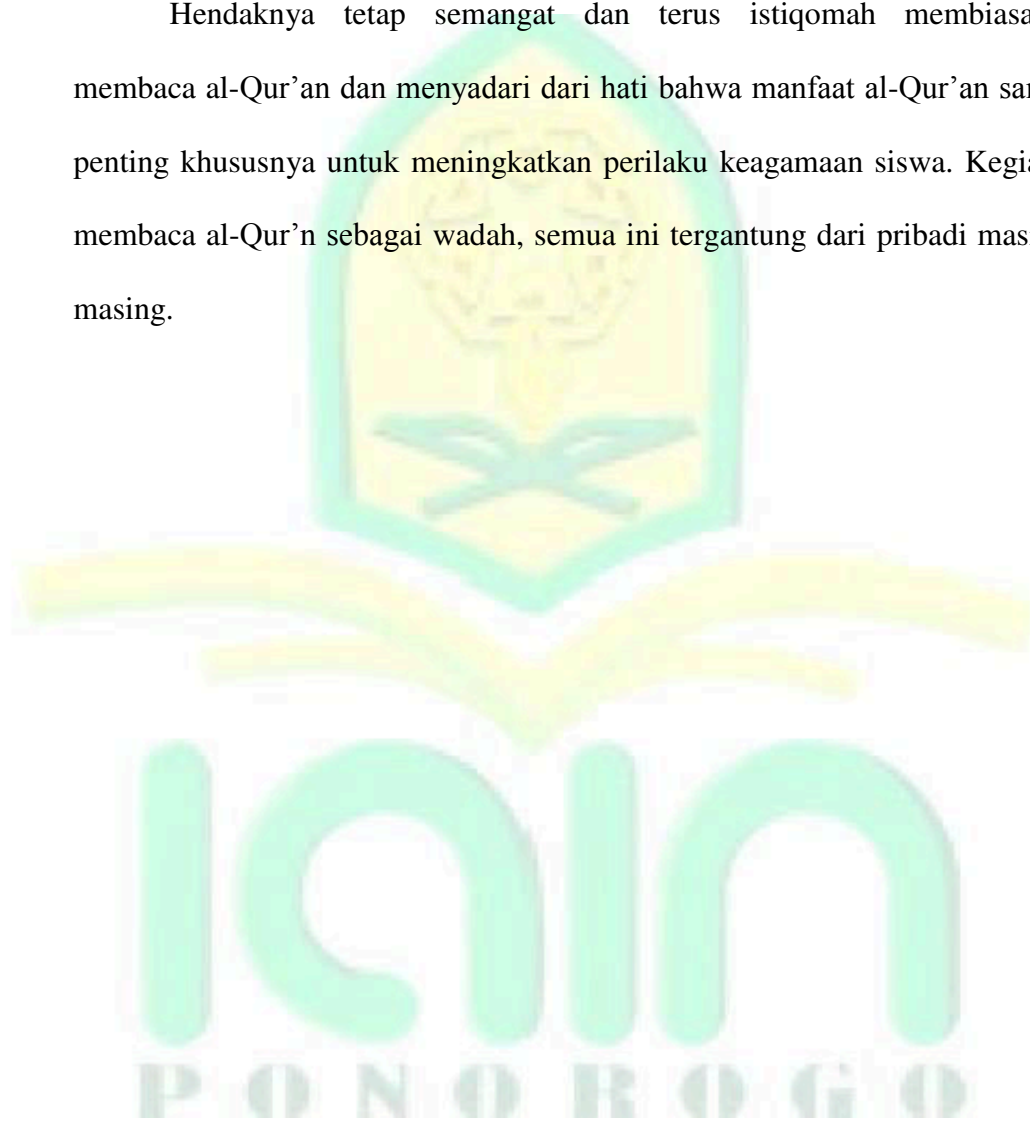 Hendaknya tetap semangat dan terus istiqomah membiasa
membaca al-Qur’an dan menyadari dari hati bahwa manfaat al-Qur’an sar
penting khususnya untuk meningkatkan perilaku keagamaan siswa. Kegia
membaca al-Qur’n sebagai wadah, semua ini tergantung dari pribadi mas
masing.
IAIN
PONOROGO